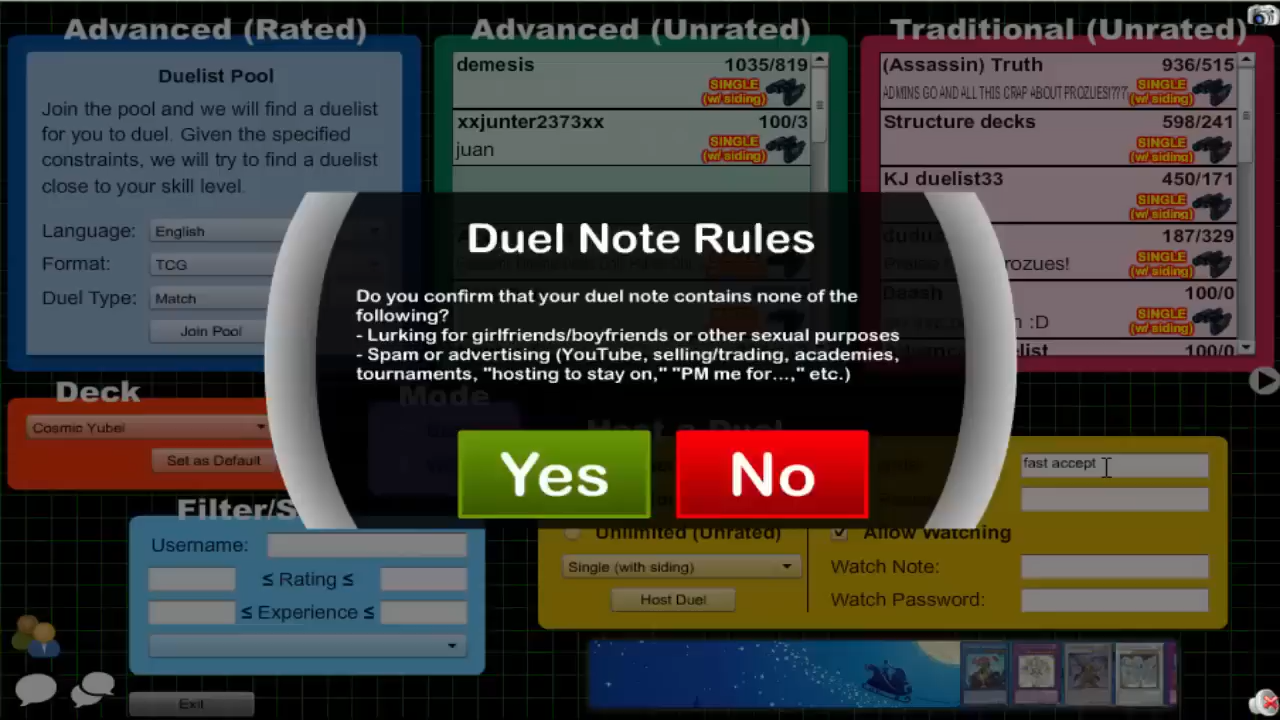 Advanced (Rated)
Duelist Pool
Join the pool and we will find a duelist
for you to duel. Given the specified
constraints, we will try to find a duelist
close to your skill level.
Language: English
Format: TCG
Duel Type: Match
Join Pool
Advanced (Unrated)
demesis 1035/819
SINGLE
(w/ siding)
xxjunter2373xx 100/3
juan
SINGLE
(w/ siding)
Traditional (Unrated)
(Assassin) Truth 936/515
ADMINS GO AND ALL THIS CRAP ABOUT PROZUES!???
SINGLE
(w/ siding)
Structure decks 598/241
SINGLE
(w/ siding)
KJ duelist33 450/171
SINGLE
(w/ siding)
187/329
rozues!
SINGLE
(w/ siding)
100/0
:D
SINGLE
(w/ siding)
100/0
Duel Note Rules
Do you confirm that your duel note contains none of the
following?
- Lurking for girlfriends/boyfriends or other sexual purposes
- Spam or advertising (YouTube, selling/trading, academies,
tournaments, "hosting to stay on," "PM me for...," etc.)
Yes
No
Deck
Cosmic Yubel
Set as Default
Mode
Host a Duel
fast accept
Unlimited (Unrated)
Allow Watching
Single (with siding)
Watch Note:
Host Duel
Watch Password:
Filter/S
Username:
≤ Rating ≤
≤ Experience ≤
Exit